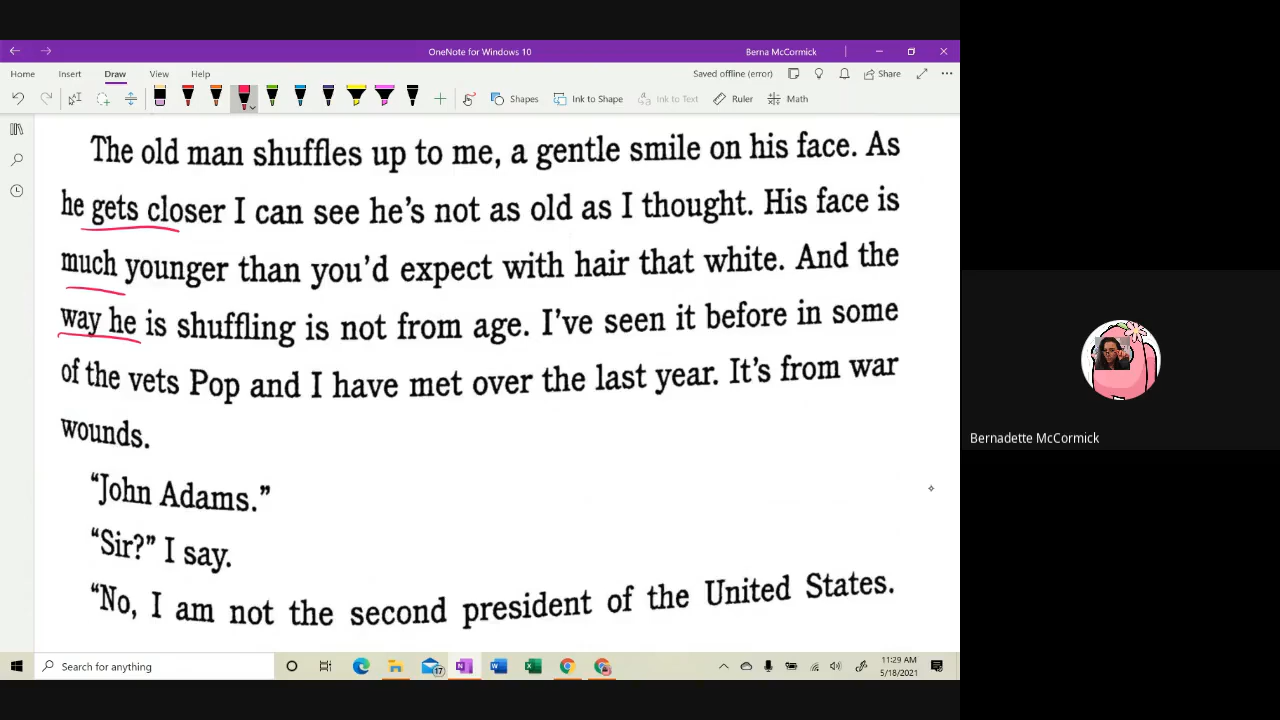 OneNote for Windows 10
Berna McCormick
Home Insert Draw View Help
Saved offline (error)
Share
Shapes
Ink to Shape
Ink to Text
Ruler
Math
The old man shuffles up to me, a gentle smile on his face. As
he gets closer I can see he's not as old as I thought. His face is
much younger than you'd expect with hair that white. And the
way he is shuffling is not from age. I've seen it before in some
of the vets Pop and I have met over the last year. It's from war
wounds.
“John Adams.”
“Sir?” I say.
“No, I am not the second president of the United States.
Bernadette McCormick
Search for anything
17
11:29 AM
5/18/2021